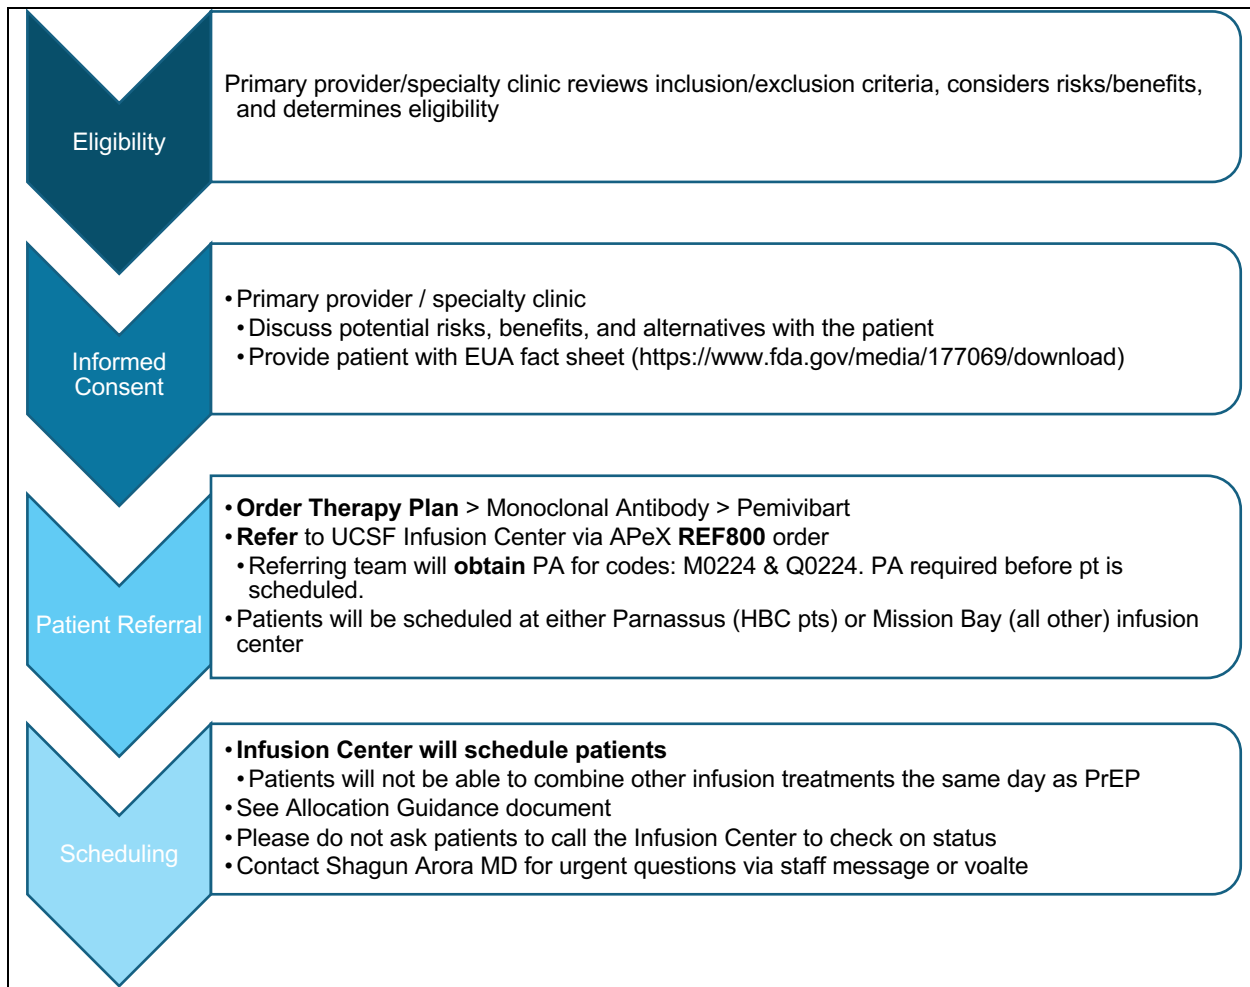 Eligibility
Primary provider/specialty clinic reviews inclusion/exclusion criteria, considers risks/benefits,
and determines eligibility
Informed
Consent
• Primary provider / specialty clinic
• Discuss potential risks, benefits, and alternatives with the patient
• Provide patient with EUA fact sheet (https://www.fda.gov/media/177069/download)
Patient Referral
• Order Therapy Plan > Monoclonal Antibody > Pemivibart
• Refer to UCSF Infusion Center via APeX REF800 order
• Referring team will obtain PA for codes: M0224 & Q0224. PA required before pt is
scheduled.
• Patients will be scheduled at either Parnassus (HBC pts) or Mission Bay (all other) infusion
center
Scheduling
• Infusion Center will schedule patients
• Patients will not be able to combine other infusion treatments the same day as PrEP
• See Allocation Guidance document
• Please do not ask patients to call the Infusion Center to check on status
• Contact Shagun Arora MD for urgent questions via staff message or voalte